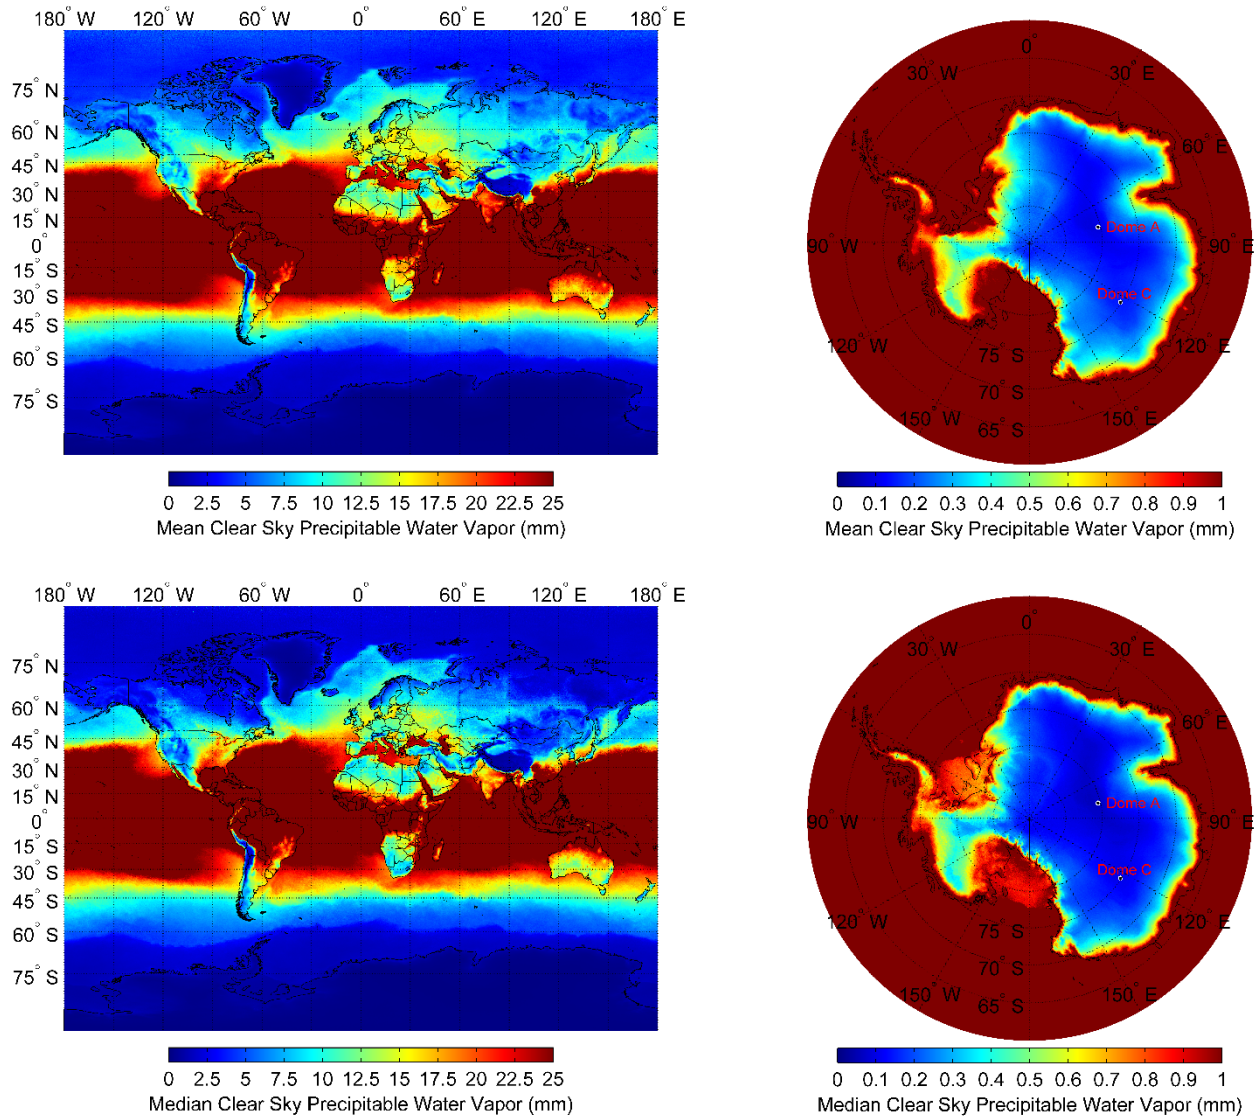 180° W 120° W 60° W 0° 60° E 120° E 180° E
75° N
60° N
45° N
30° N
15° N
0°
15° S
30° S
45° S
60° S
75° S
0 2.5 5 7.5 10 12.5 15 17.5 20 22.5 25
Mean Clear Sky Precipitable Water Vapor (mm)
0°
30° W 30° E
60° E
Dome A
90° W 90° E
Dome C
120° W 120° E
75° S
70° S
150° W 150° E
65° S
0 0.1 0.2 0.3 0.4 0.5 0.6 0.7 0.8 0.9 1
Mean Clear Sky Precipitable Water Vapor (mm)
180° W 120° W 60° W 0° 60° E 120° E 180° E
75° N
60° N
45° N
30° N
15° N
0°
15° S
30° S
45° S
60° S
75° S
0 2.5 5 7.5 10 12.5 15 17.5 20 22.5 25
Median Clear Sky Precipitable Water Vapor (mm)
0°
30° W 30° E
60° E
Dome A
90° W 90° E
Dome C
120° W 120° E
75° S
70° S
150° W 150° E
65° S
0 0.1 0.2 0.3 0.4 0.5 0.6 0.7 0.8 0.9 1
Median Clear Sky Precipitable Water Vapor (mm)